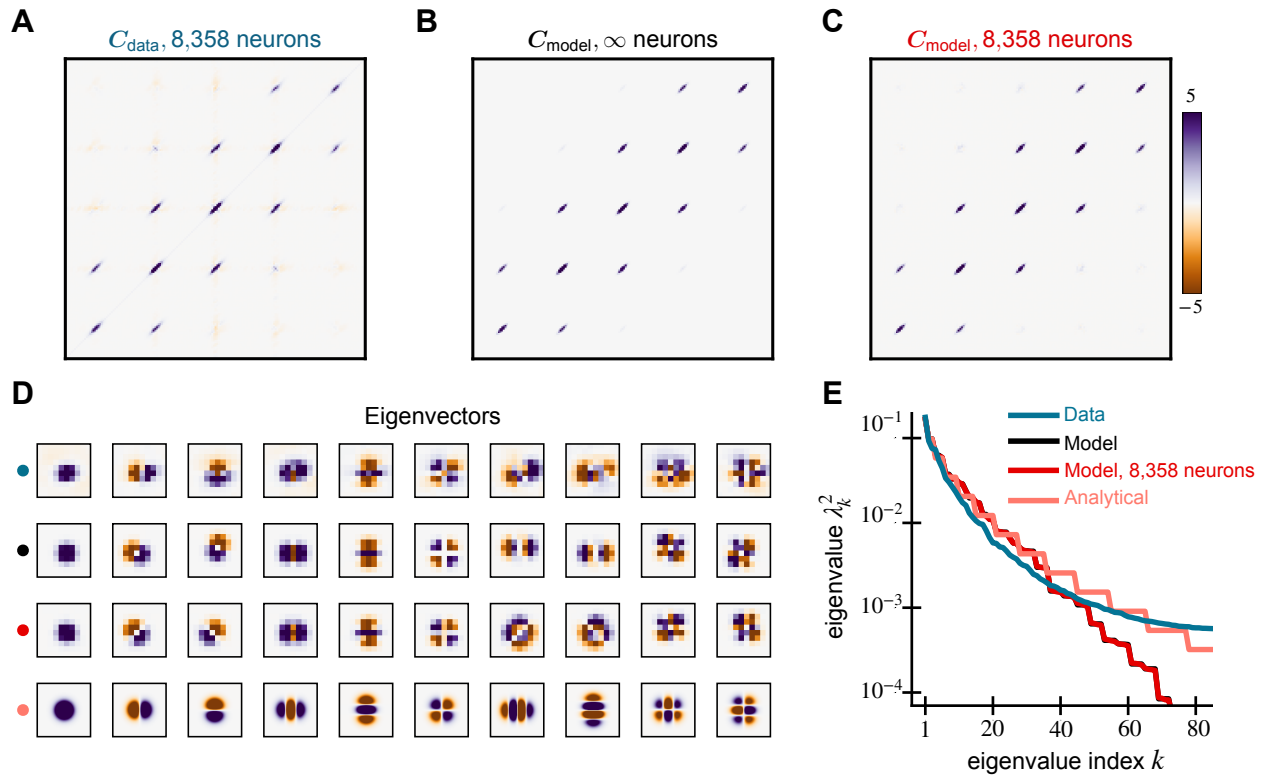 A
B
C
C_data, 8,358 neurons
C_model, ∞ neurons
C_model, 8,358 neurons
5
−5
D
Eigenvectors
E
10^−1
10^−2
10^−3
10^−4
eigenvalue λ_k^2
Data
Model
Model, 8,358 neurons
Analytical
1
20
40
60
80
eigenvalue index k